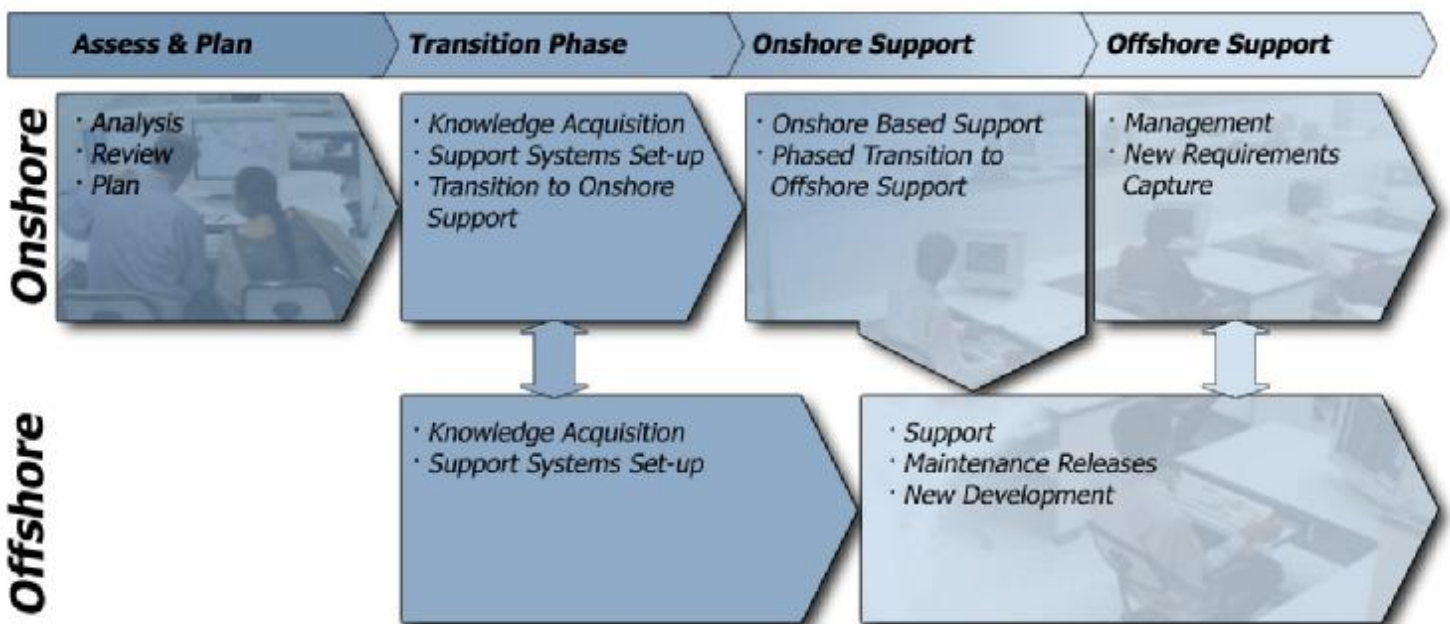 Assess & Plan
Transition Phase
Onshore Support
Offshore Support
Onshore
· Analysis
· Review
· Plan
· Knowledge Acquisition
· Support Systems Set-up
· Transition to Onshore
Support
· Onshore Based Support
· Phased Transition to
Offshore Support
· Management
· New Requirements
Capture
Offshore
· Knowledge Acquisition
· Support Systems Set-up
· Support
· Maintenance Releases
· New Development